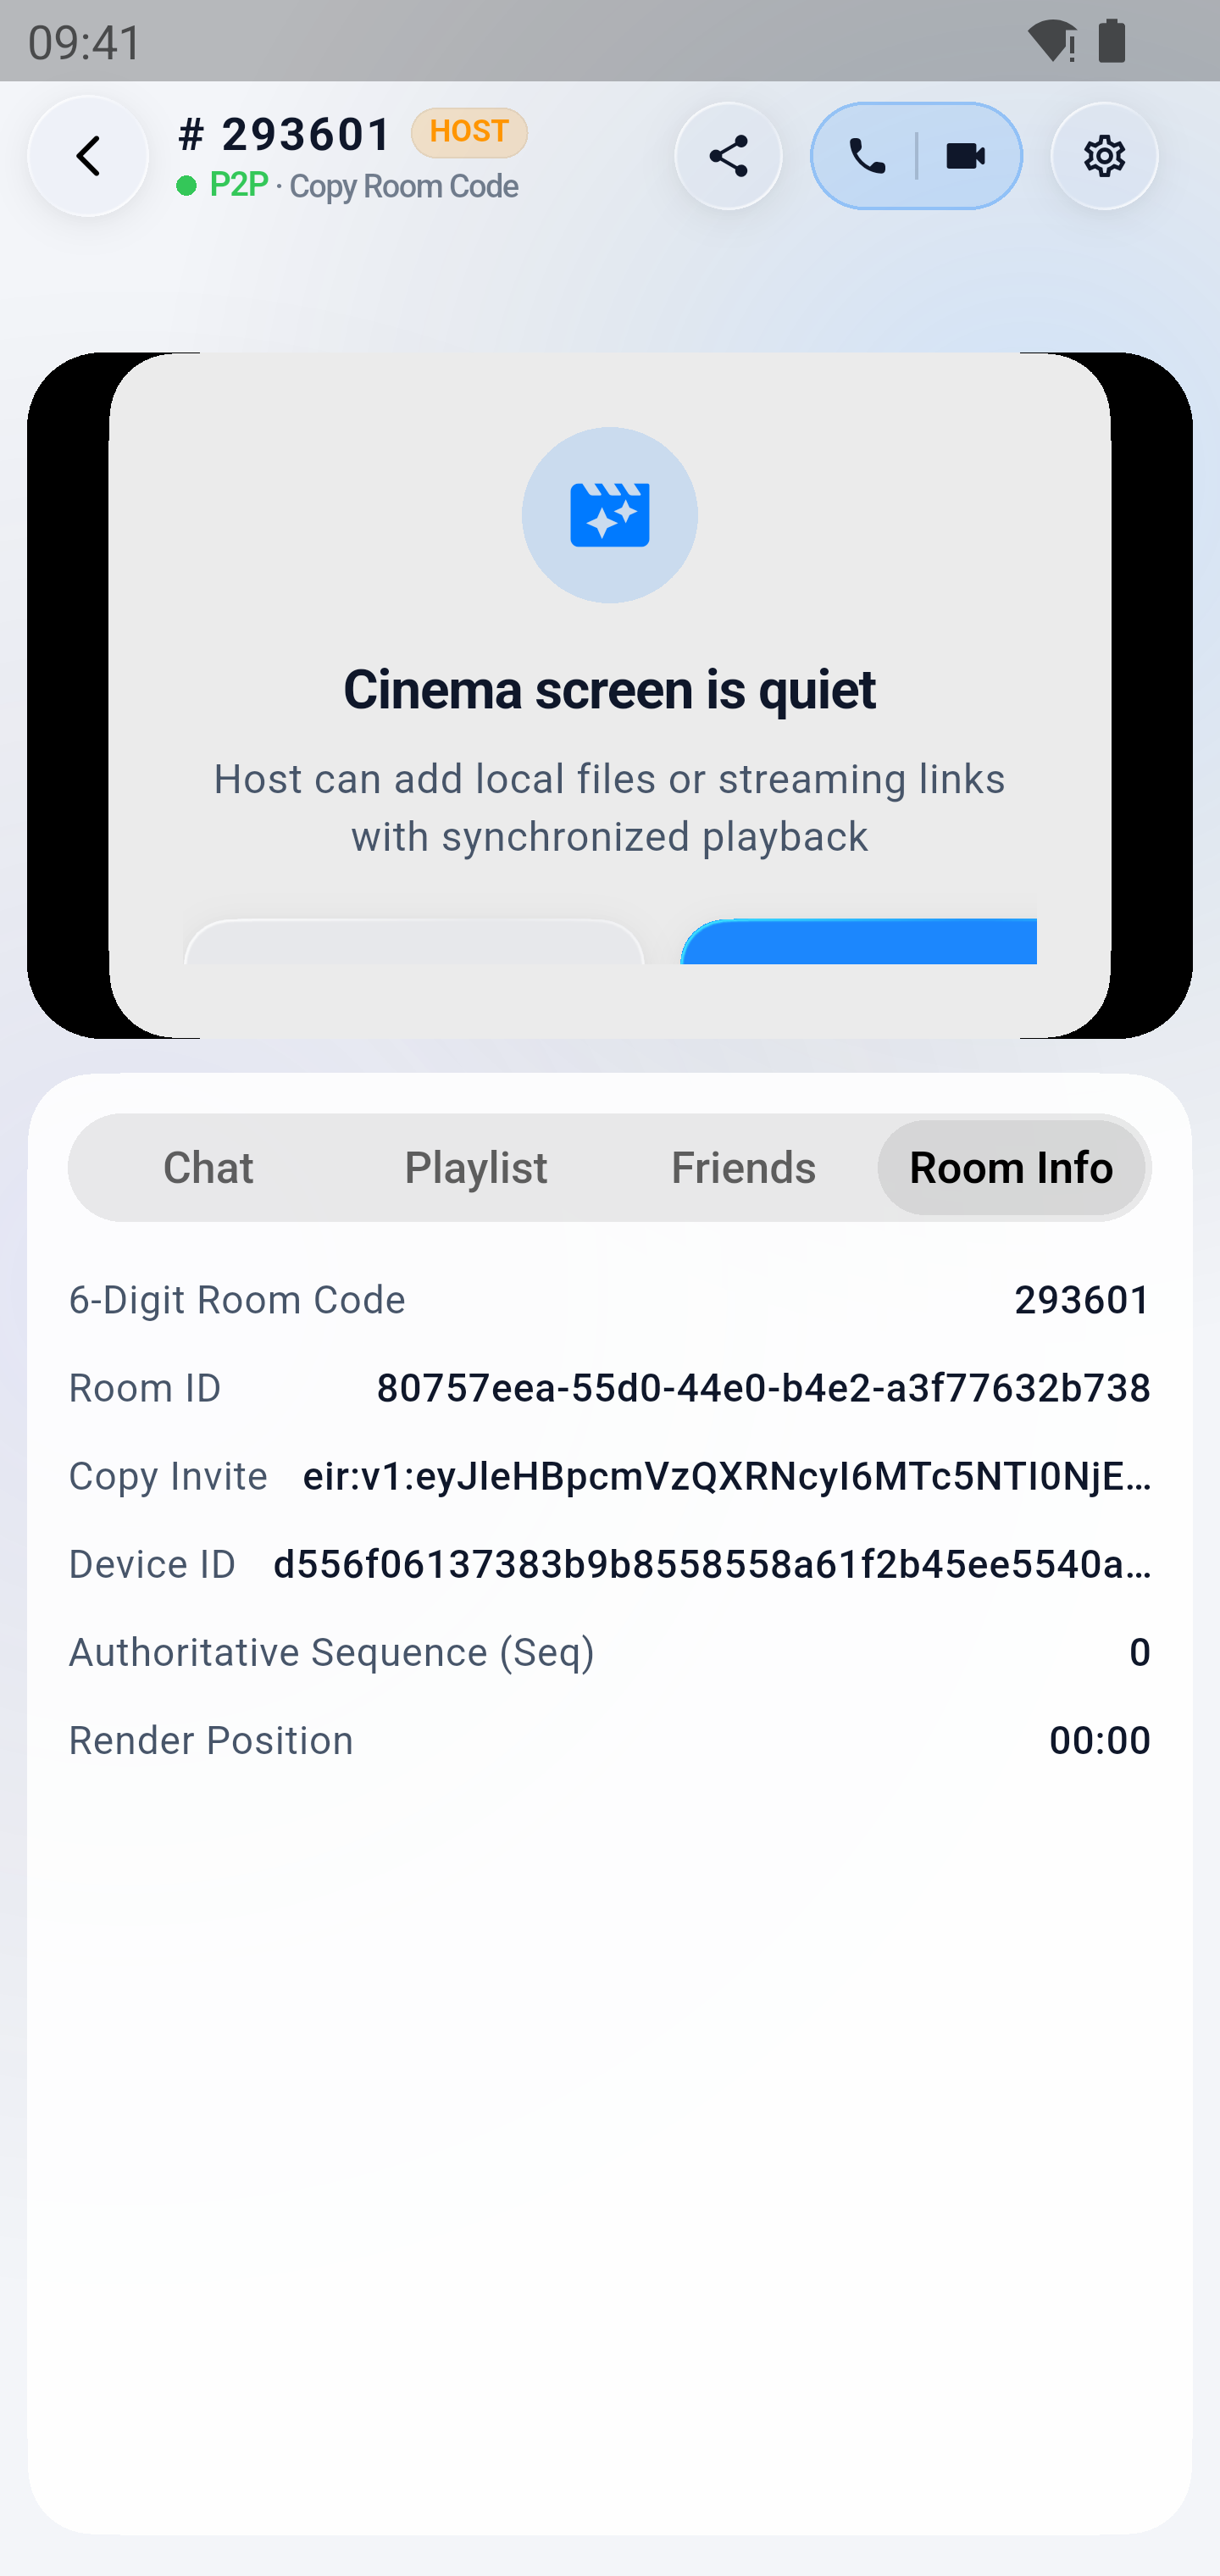 09:41
# 293601 HOST
P2P · Copy Room Code
Cinema screen is quiet
Host can add local files or streaming links
with synchronized playback
Chat Playlist Friends Room Info
6-Digit Room Code 293601
Room ID 80757eea-55d0-44e0-b4e2-a3f77632b738
Copy Invite eir:v1:eyJleHBpcmVzQXRNcyI6MTc5NTI0NjE...
Device ID d556f06137383b9b8558558a61f2b45ee5540a...
Authoritative Sequence (Seq) 0
Render Position 00:00